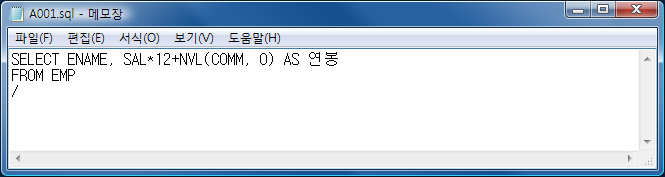 A001.sql - 메모장
파일(F) 편집(E) 서식(O) 보기(V) 도움말(H)
SELECT ENAME, SAL*12+NVL(COMM, 0) AS 연봉
FROM EMP
/